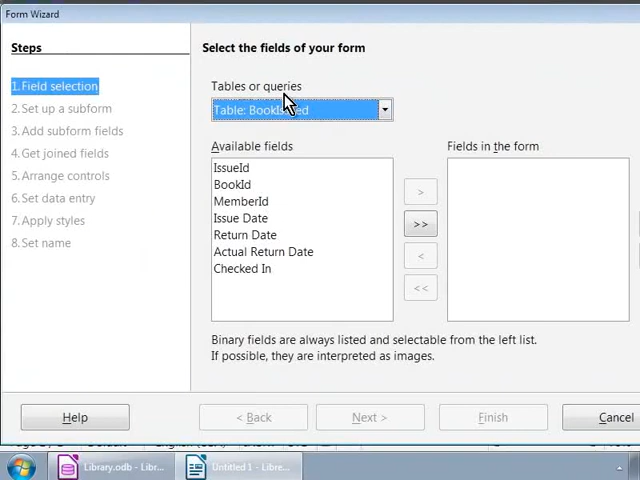 Form Wizard
Steps
1.Field selection
2.Set up a subform
3.Add subform fields
4.Get joined fields
5.Arrange controls
6.Set data entry
7.Apply styles
8.Set name
Select the fields of your form
Tables or queries
Table:
Available fields
IssueId
BookId
MemberId
Issue Date
Return Date
Actual Return Date
Checked In
>
>>
<
<<
Fields in the form
Binary fields are always listed and selectable from the left list.
If possible, they are interpreted as images.
Help
< Back
Next >
Finish
Cancel
Library.odb - Libr...
Untitled 1 - Libre...